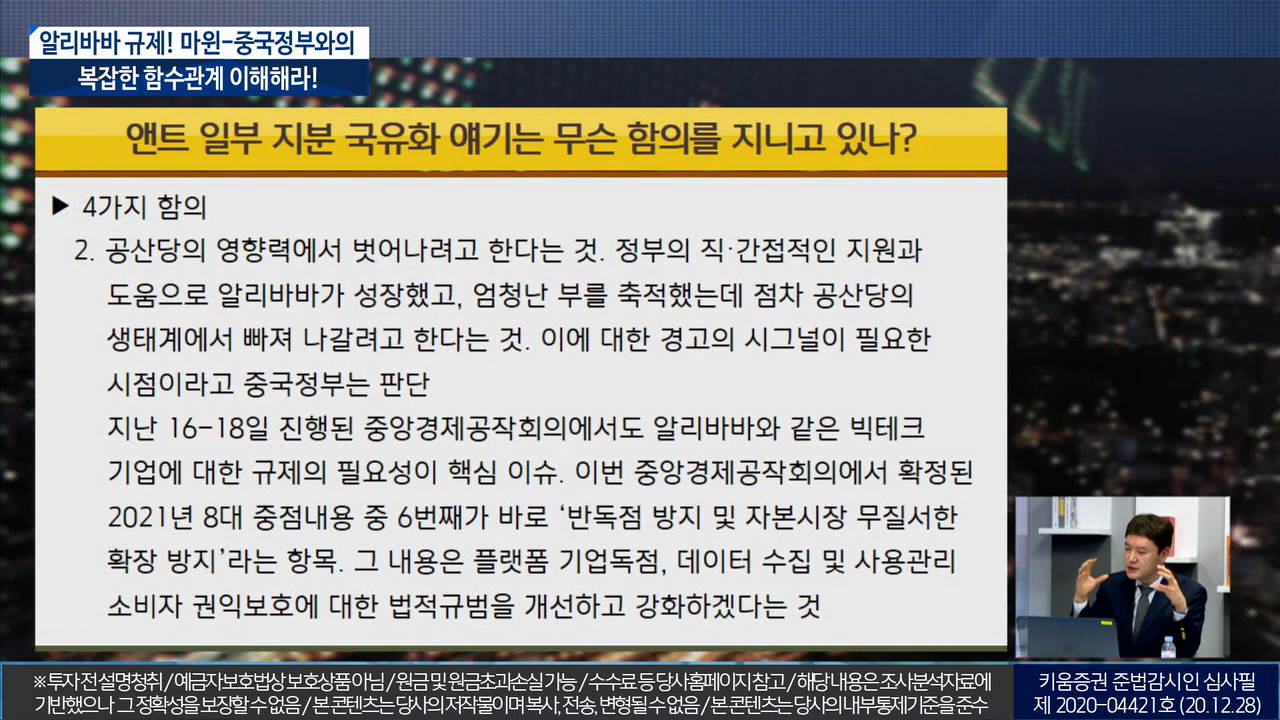 알리바바 규제! 마윈-중국정부와의
복잡한 함수관계 이해해라!
앤트 일부 지분 국유화 얘기는 무슨 함의를 지니고 있나?
▶ 4가지 함의
2. 공산당의 영향력에서 벗어나려고 한다는 것. 정부의 직·간접적인 지원과
도움으로 알리바바가 성장했고, 엄청난 부를 축적했는데 점차 공산당의
생태계에서 빠져 나갈려고 한다는 것. 이에 대한 경고의 시그널이 필요한
시점이라고 중국정부는 판단
지난 16-18일 진행된 중앙경제공작회의에서도 알리바바와 같은 빅테크
기업에 대한 규제의 필요성이 핵심 이슈. 이번 중앙경제공작회의에서 확정된
2021년 8대 중점내용 중 6번째가 바로 '반독점 방지 및 자본시장 무질서한
확장 방지'라는 항목. 그 내용은 플랫폼 기업독점, 데이터 수집 및 사용관리
소비자 권익보호에 대한 법적규범을 개선하고 강화하겠다는 것
※ 투자 전 설명청취 / 예금자보호법상 보호상품 아님 / 원금 및 원금초과손실 가능 / 수수료 등 당사홈페이지 참고 / 해당 내용은 조사분석자료에
기반했으나 그 정확성을 보장할 수 없음 / 본 콘텐츠는 당사의 저작물이며 복사, 전송, 변형될 수 없음 / 본 콘텐츠는 당사의 내부통제기준을 준수
키움증권 준법감시인 심사필
제 2020-04421호 (20.12.28)